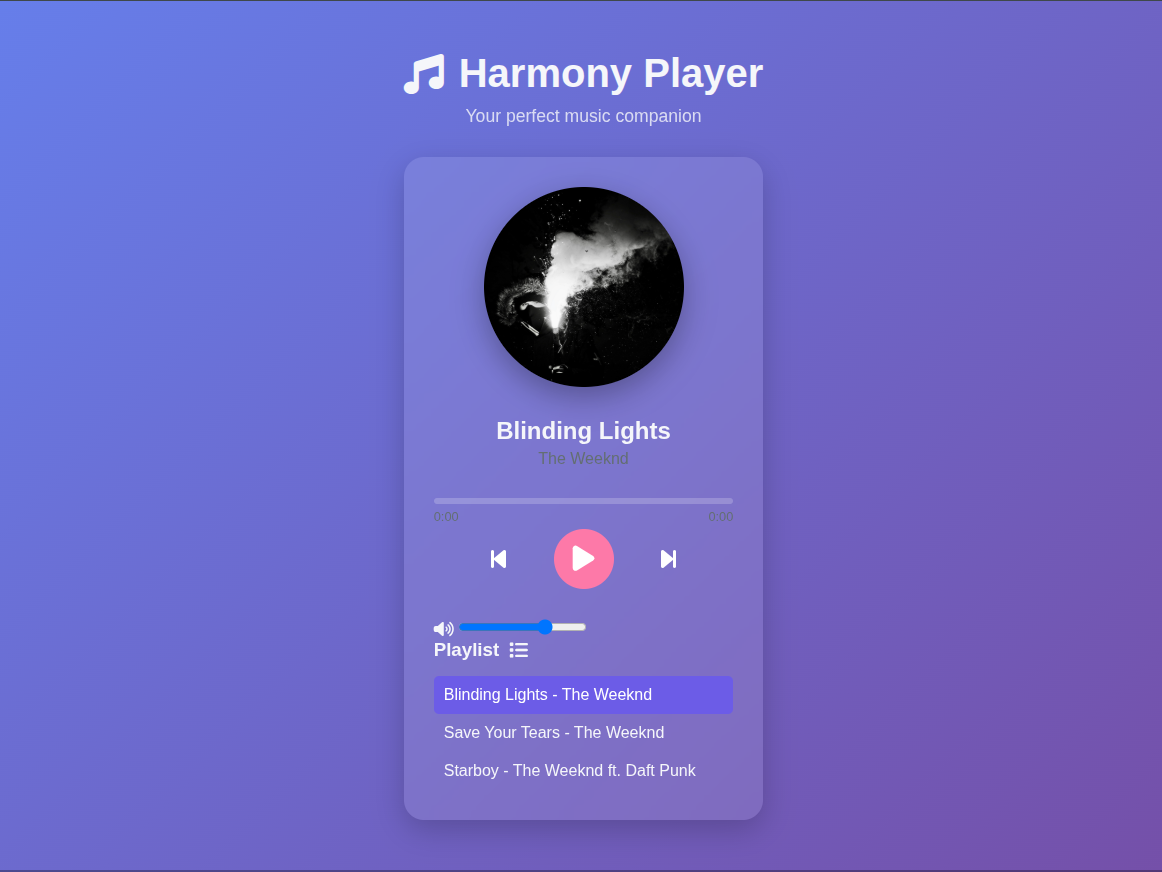 Harmony Player
Your perfect music companion
Blinding Lights
The Weeknd
0:00 0:00
Playlist
Blinding Lights - The Weeknd
Save Your Tears - The Weeknd
Starboy - The Weeknd ft. Daft Punk